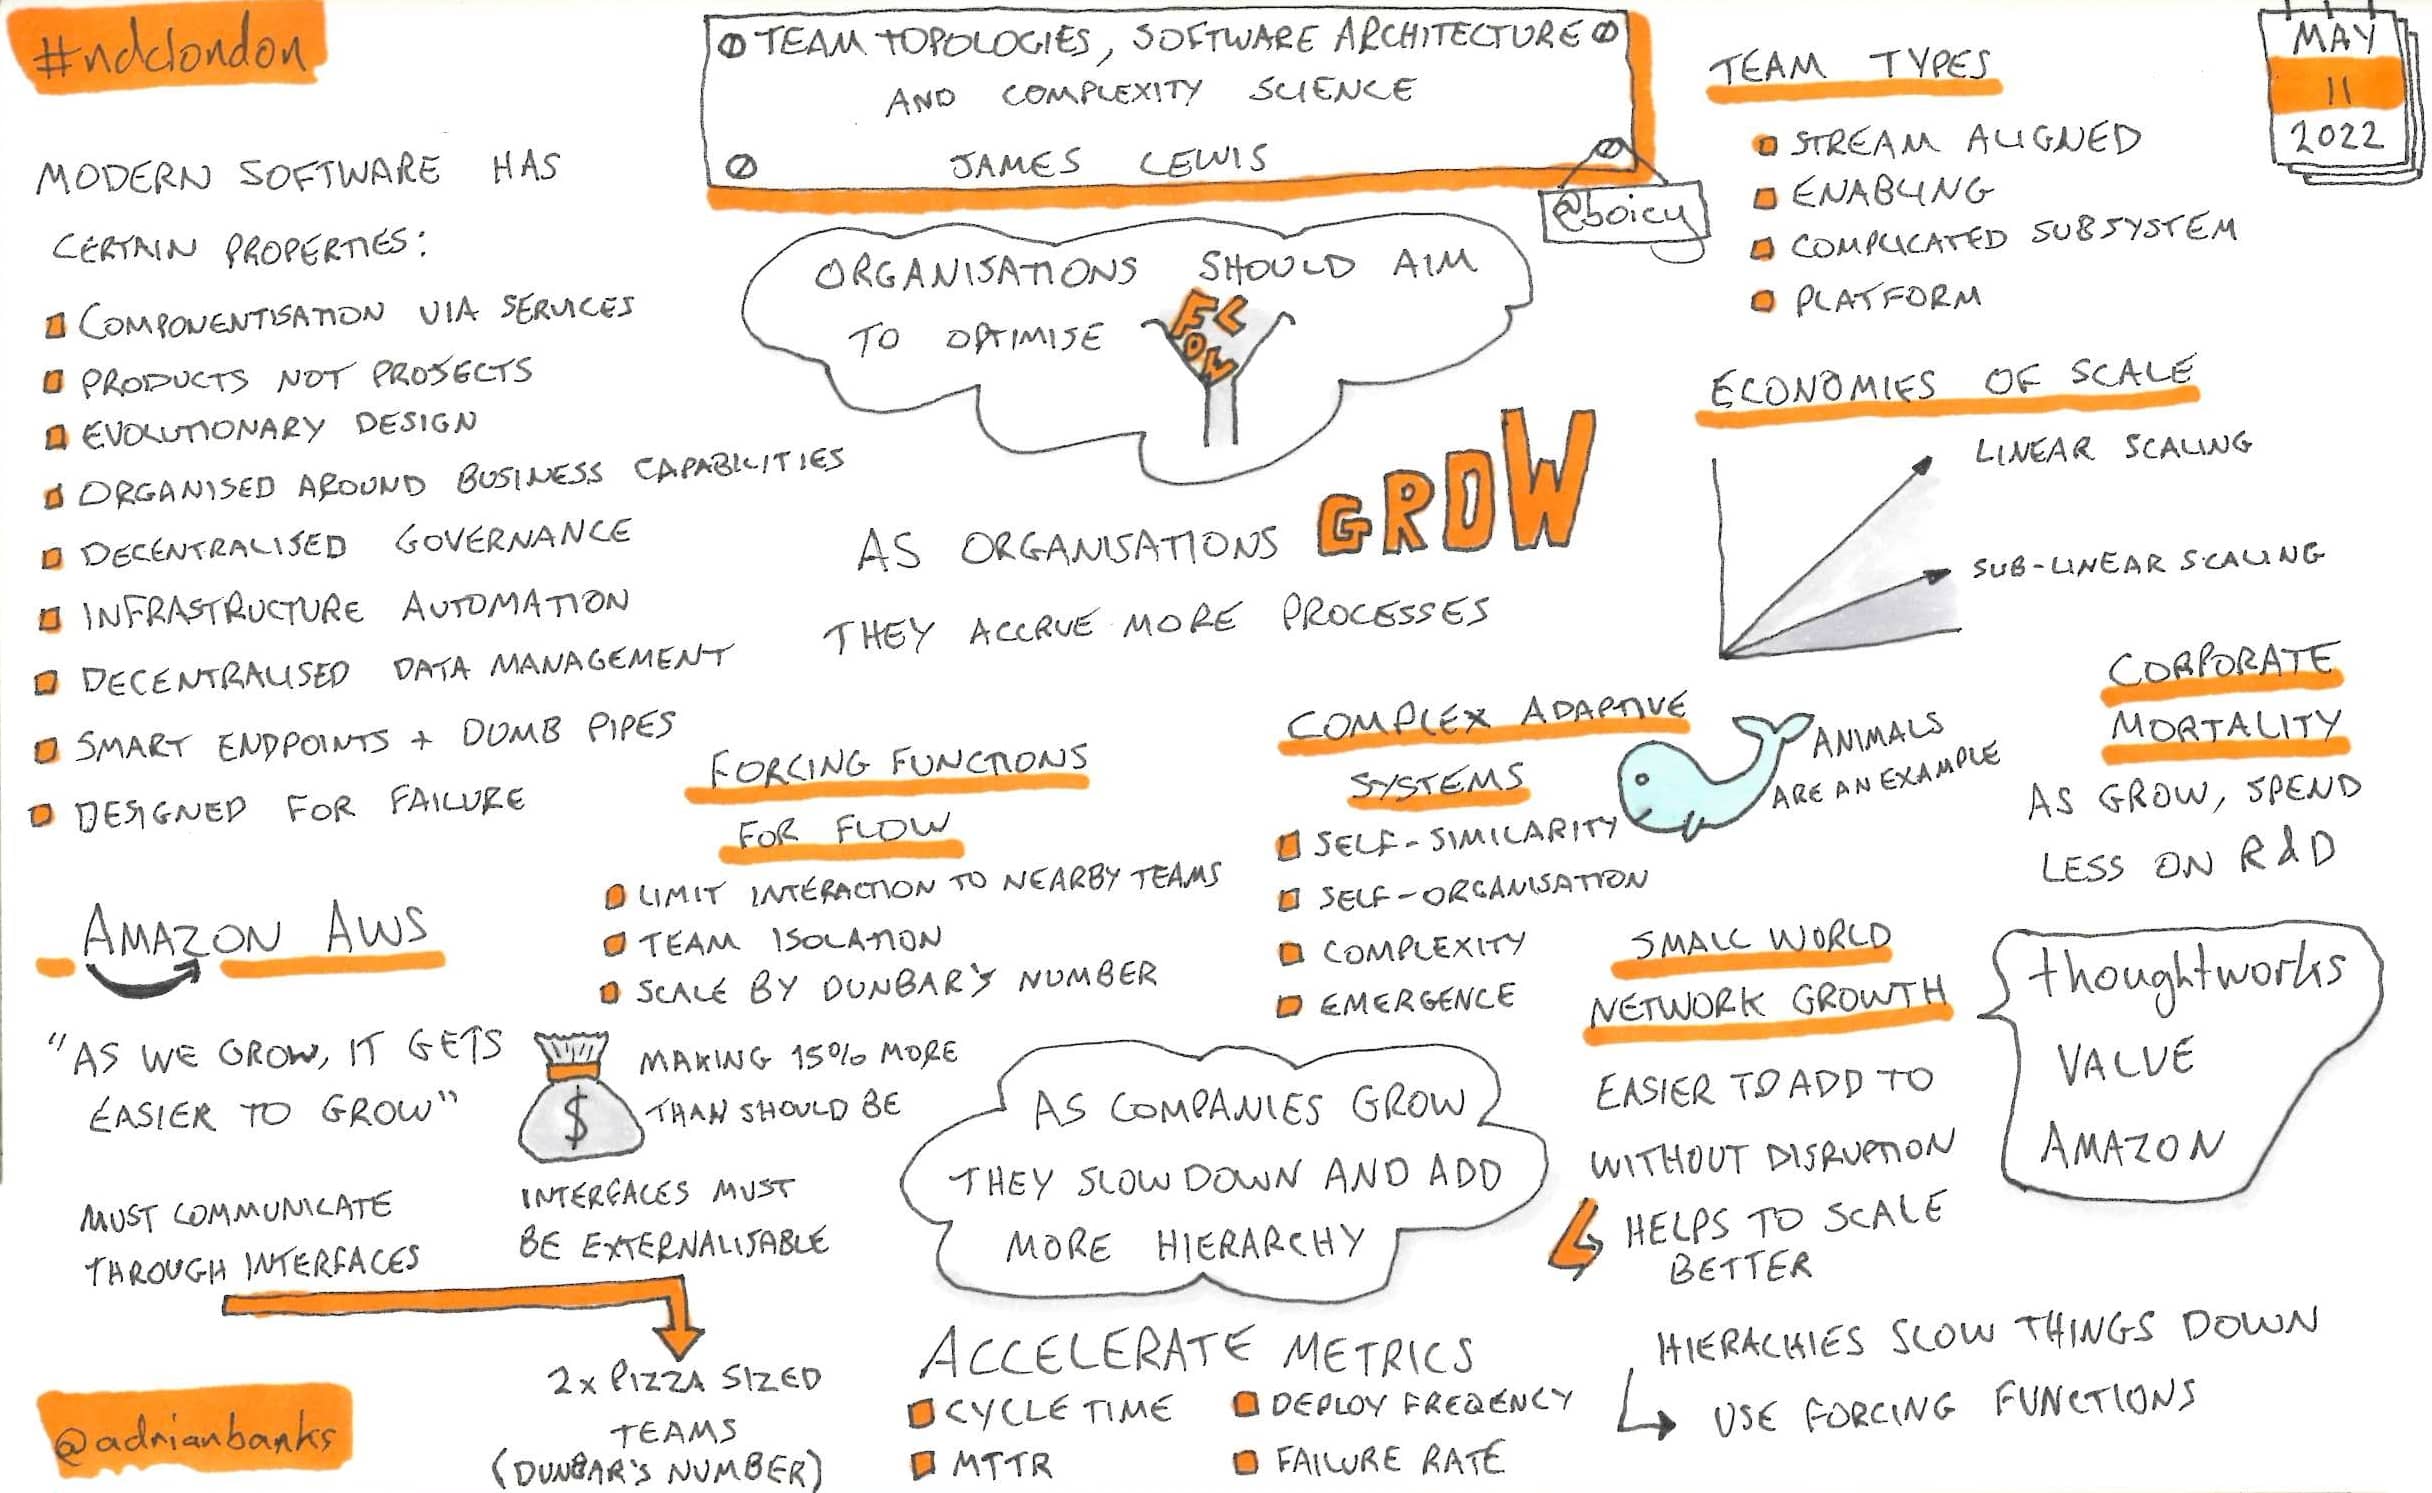 #ndclondon
TEAM TOPOLOGIES, SOFTWARE ARCHITECTURE
AND COMPLEXITY SCIENCE
JAMES LEWIS
@boicy
MAY
11
2022
MODERN SOFTWARE HAS
CERTAIN PROPERTIES:
COMPONENTISATION VIA SERVICES
PRODUCTS NOT PROJECTS
EVOLUTIONARY DESIGN
ORGANISED AROUND BUSINESS CAPABILITIES
DECENTRALISED GOVERNANCE
INFRASTRUCTURE AUTOMATION
DECENTRALISED DATA MANAGEMENT
SMART ENDPOINTS + DUMB PIPES
DESIGNED FOR FAILURE
ORGANISATIONS SHOULD AIM
TO OPTIMISE
FLOW
AS ORGANISATIONS GROW
THEY ACCRUE MORE PROCESSES
TEAM TYPES
STREAM ALIGNED
ENABLING
COMPLICATED SUBSYSTEM
PLATFORM
ECONOMIES OF SCALE
LINEAR SCALING
SUB-LINEAR SCALING
FORCING FUNCTIONS
FOR FLOW
LIMIT INTERACTION TO NEARBY TEAMS
TEAM ISOLATION
SCALE BY DUNBAR'S NUMBER
COMPLEX ADAPTIVE
SYSTEMS
SELF-SIMILARITY
SELF-ORGANISATION
COMPLEXITY
EMERGENCE
ANIMALS
ARE AN EXAMPLE
CORPORATE
MORTALITY
AS GROW, SPEND
LESS ON R&D
AMAZON AWS
"AS WE GROW, IT GETS
EASIER TO GROW"
$
MAKING 15% MORE
THAN SHOULD BE
MUST COMMUNICATE
THROUGH INTERFACES
INTERFACES MUST
BE EXTERNALISABLE
2x PIZZA SIZED
TEAMS
(DUNBAR'S NUMBER)
AS COMPANIES GROW
THEY SLOW DOWN AND ADD
MORE HIERARCHY
SMALL WORLD
NETWORK GROWTH
EASIER TO ADD TO
WITHOUT DISRUPTION
HELPS TO SCALE
BETTER
thoughtworks
VALUE
AMAZON
HIERACHIES SLOW THINGS DOWN
USE FORCING FUNCTIONS
ACCELERATE METRICS
CYCLE TIME
MTTR
DEPLOY FREQENCY
FAILURE RATE
@adrianbanks